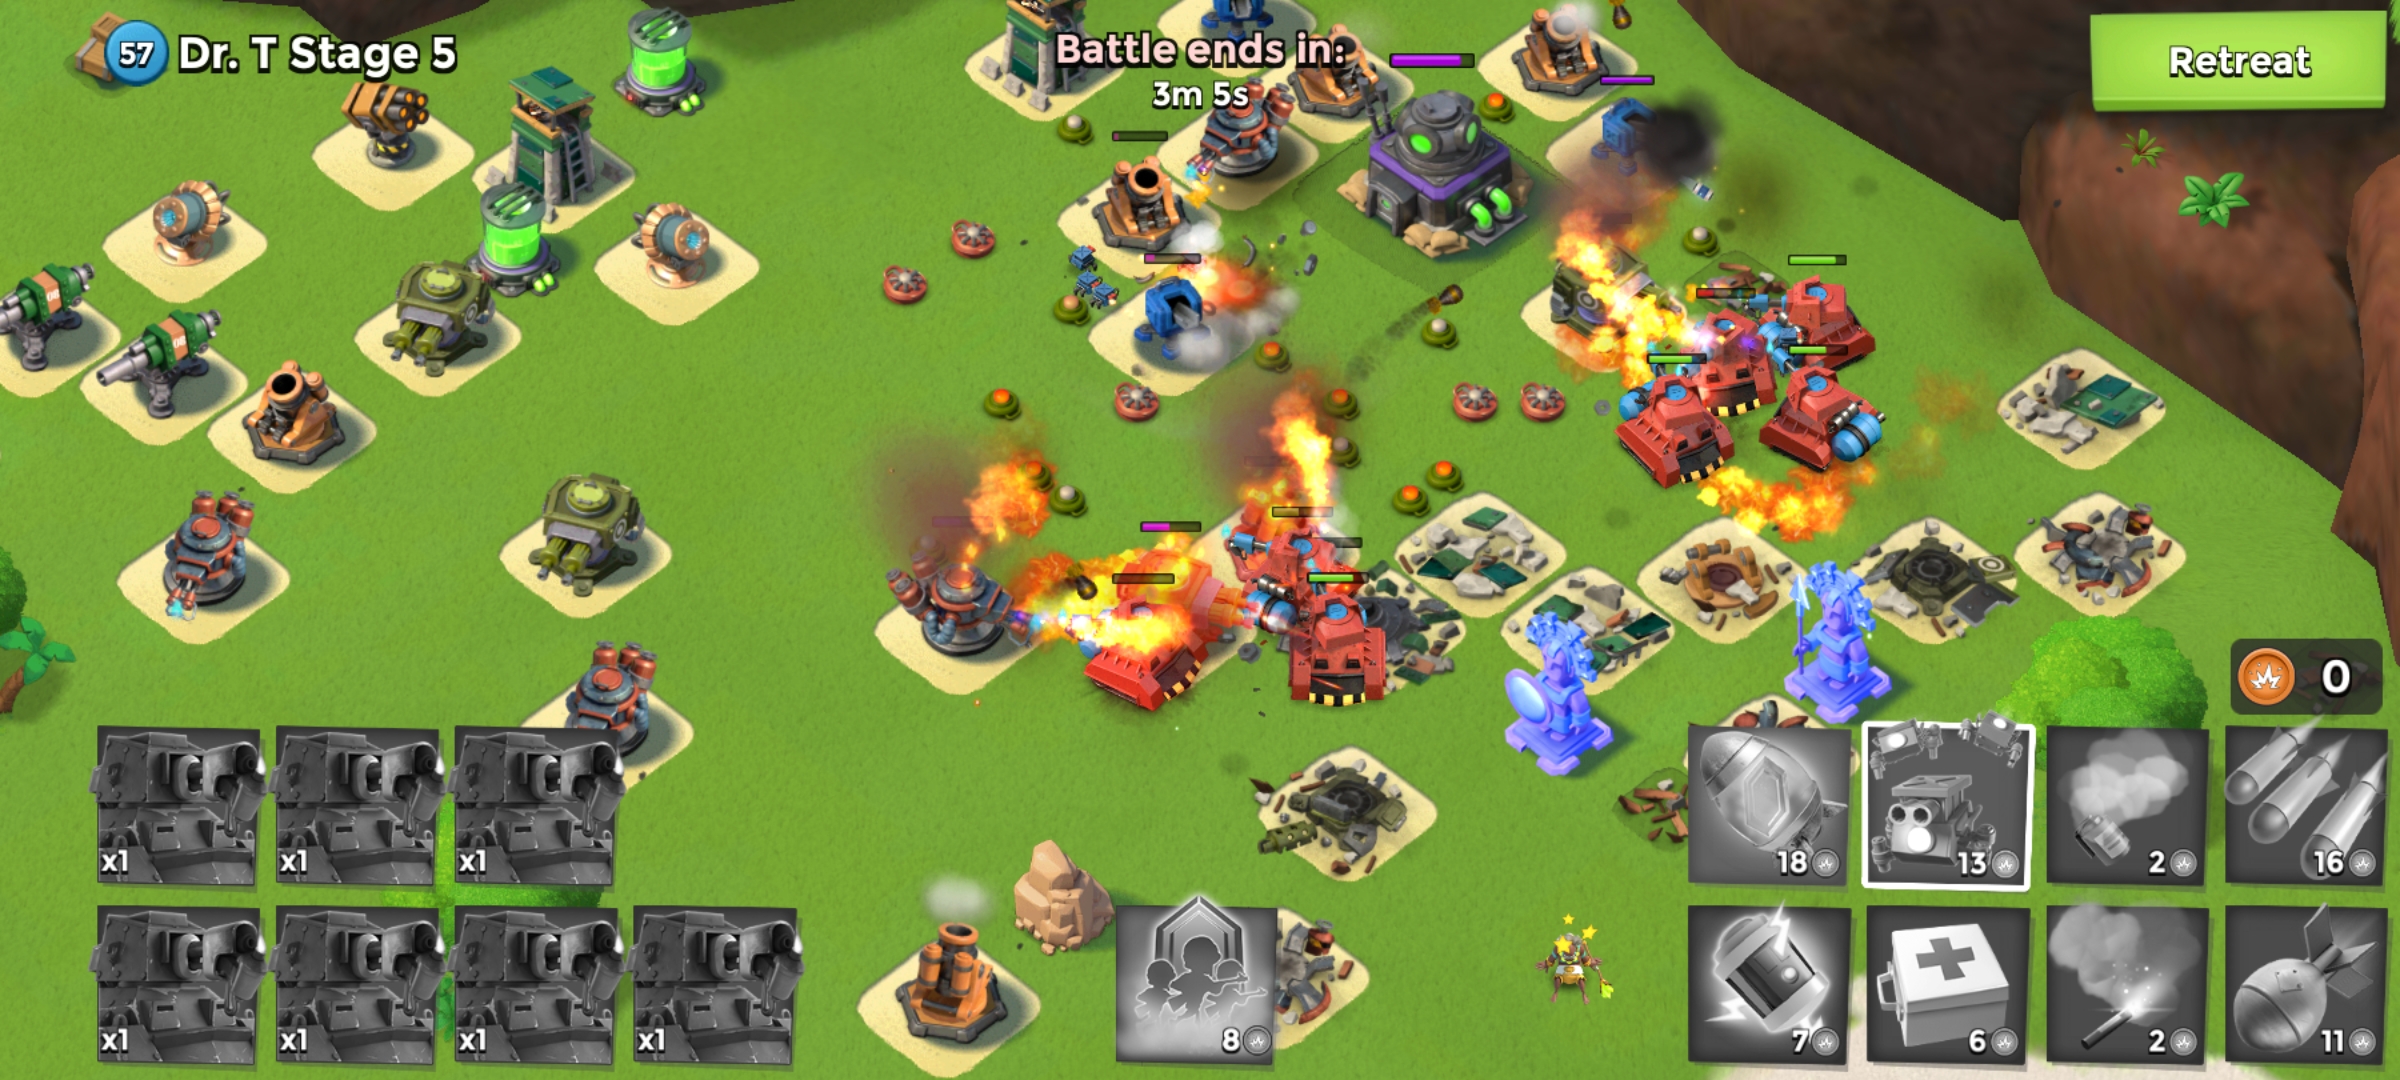 57 Dr. T Stage 5
Battle ends in:
3m 5s
Retreat
0
x1 x1 x1
18 13 2 16
x1 x1 x1 x1
8
7 6 2 11